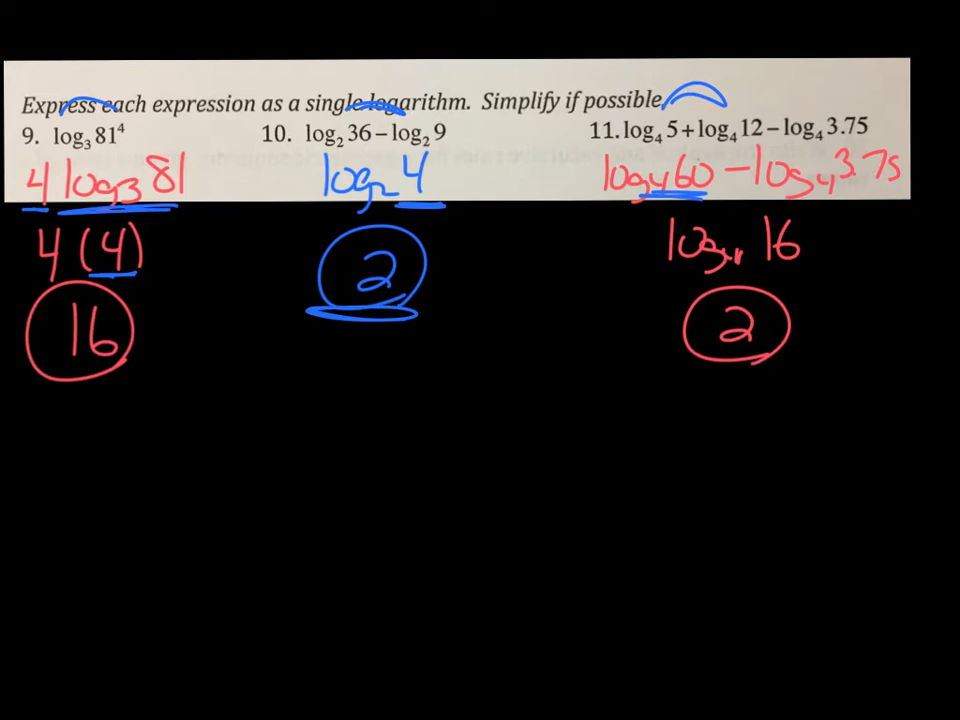 Express each expression as a single logarithm. Simplify if possible.
9. log₃ 81⁴
10. log₂ 36 – log₂ 9
11. log₄ 5 + log₄ 12 – log₄ 3.75
4 log₃ 81
log₂ 4
log₄ 60 – log₄ 3.75
4 (4)
2
log₄ 16
16
2